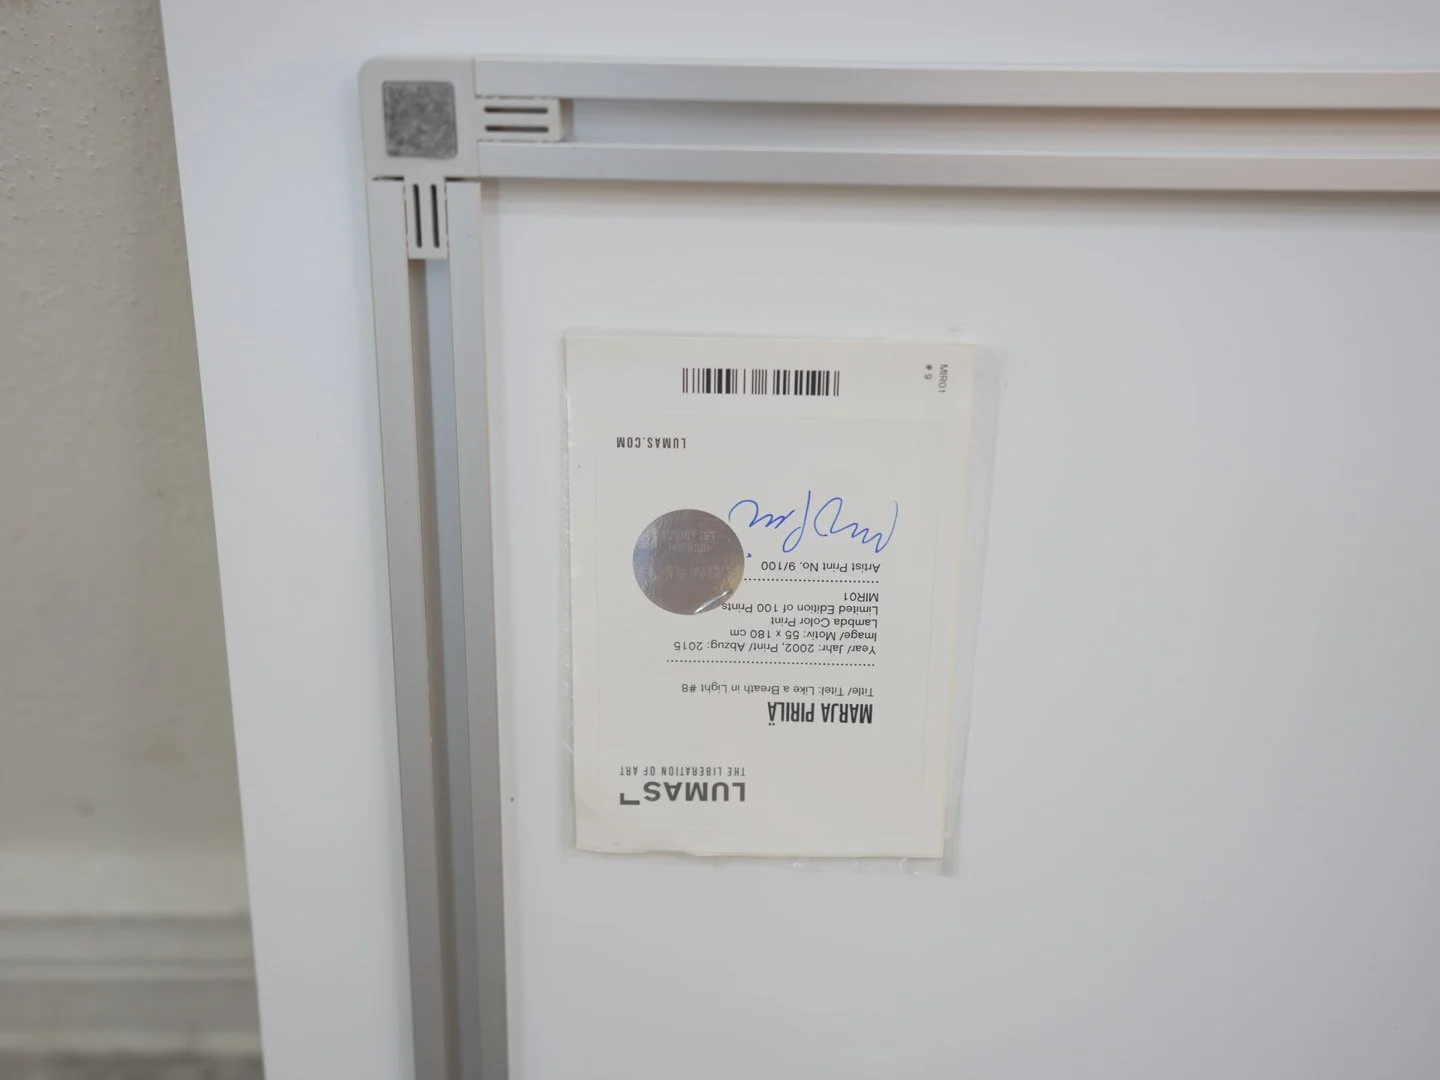 LUMAS
THE LIBERATION OF ART
MARJA PIRILÄ
Title/ Titel: Like a Breath in Light #8
Year/ Jahr: 2002, Print/ Abzug: 2015
Image/ Motiv: 55 x 180 cm
Lambda Color Print
Limited Edition of 100 Prints
MIR01
Artist Print No. 9/100
LUMAS.COM
MIR01
# 9